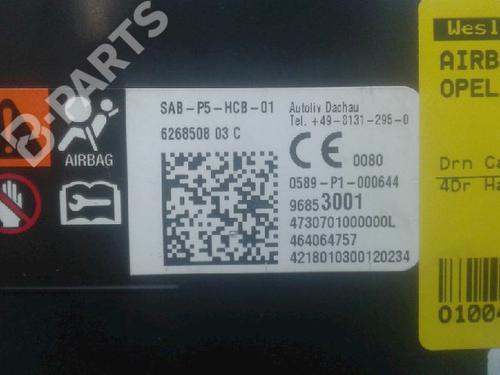 B-PARTS
AIRBAG
SAB-P5-HCB-01
6268508 03 C
Autoliv Dachau
Tel. +49-8131-295-0
CE 0080
0589-P1-000644
96853001
4730701000000L
464064757
4218010300120234
Wesl
AIRB
OPEL
Drn Ca
4Dr Ha
01004